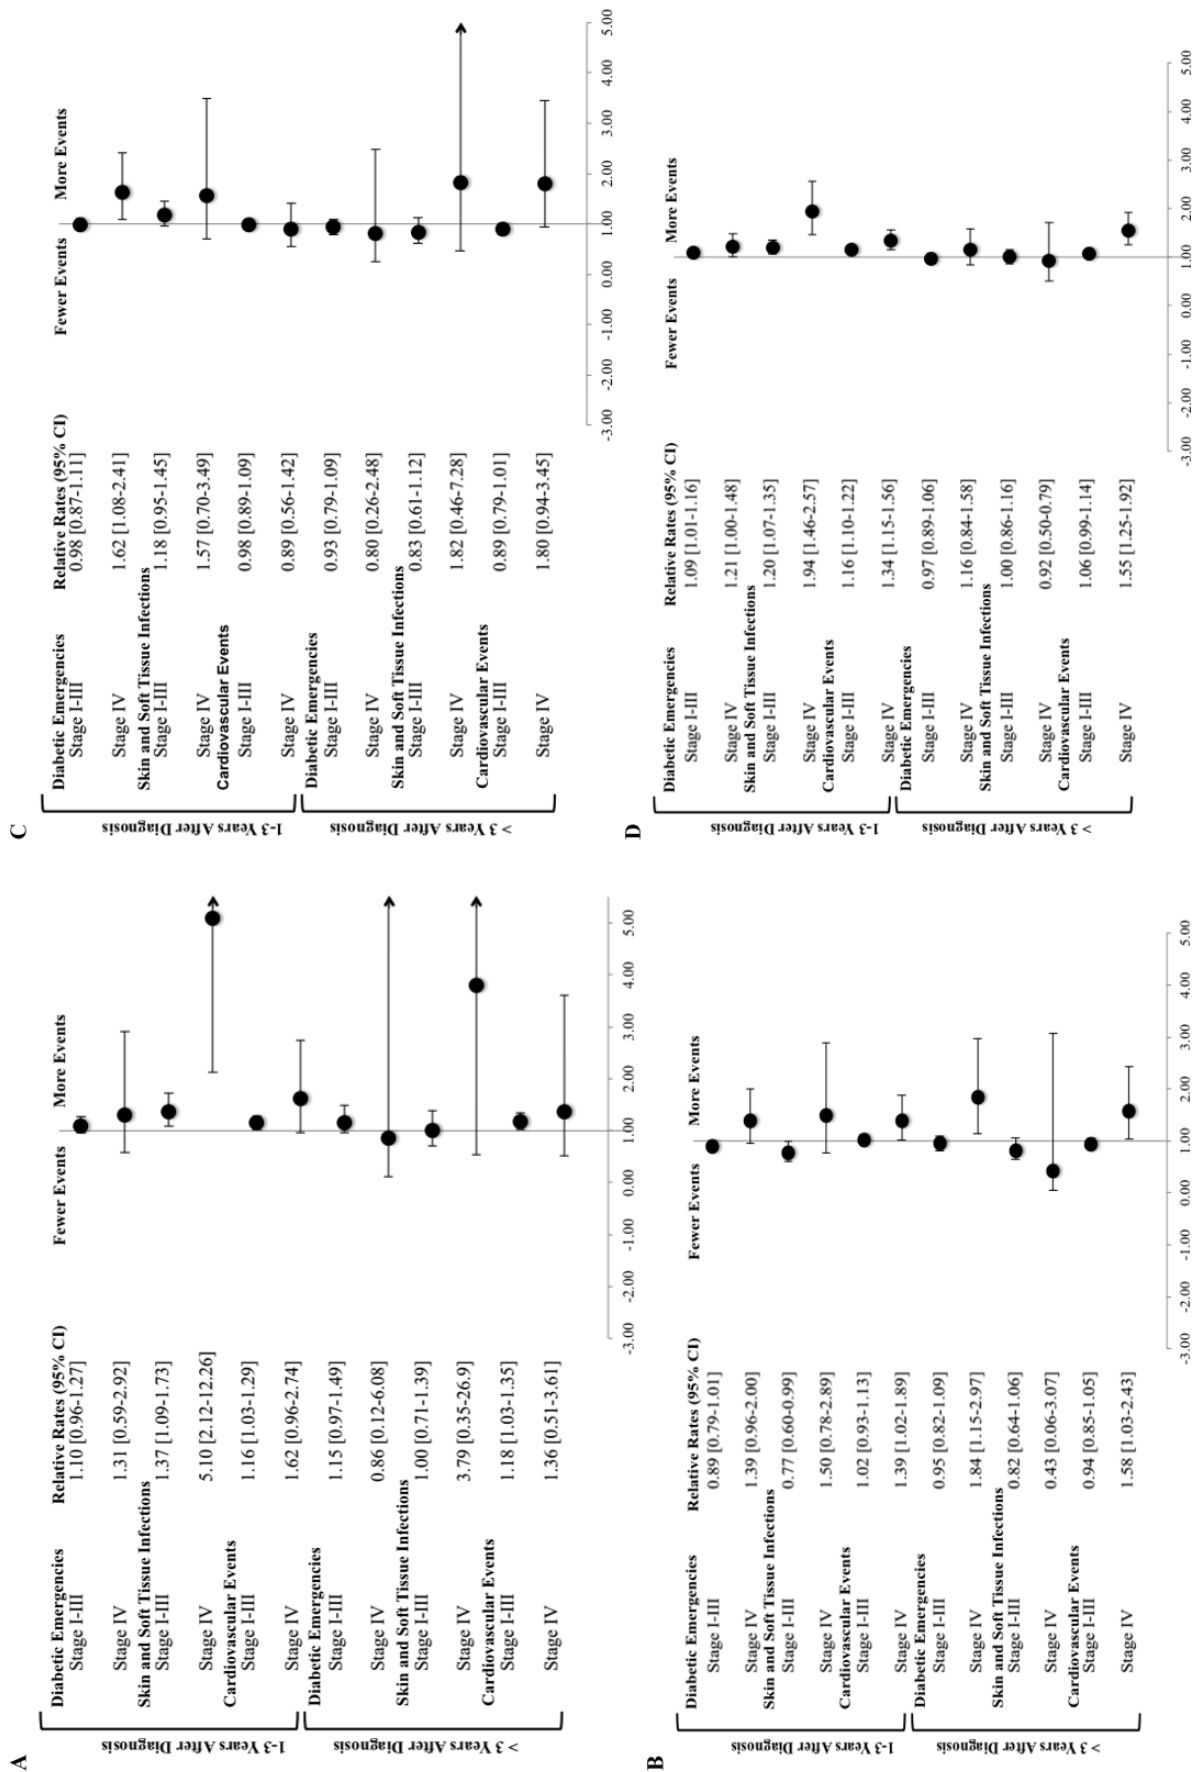 A
Relative Rates (95% CI)
Fewer Events
More Events
1-3 Years After Diagnosis
Diabetic Emergencies
Stage I-III 1.10 [0.96-1.27]
Stage IV 1.31 [0.59-2.92]
Skin and Soft Tissue Infections
Stage I-III 1.37 [1.09-1.73]
Stage IV 5.10 [2.12-12.26]
Cardiovascular Events
Stage I-III 1.16 [1.03-1.29]
Stage IV 1.62 [0.96-2.74]
> 3 Years After Diagnosis
Diabetic Emergencies
Stage I-III 1.15 [0.97-1.49]
Stage IV 0.86 [0.12-6.08]
Skin and Soft Tissue Infections
Stage I-III 1.00 [0.71-1.39]
Stage IV 3.79 [0.35-26.9]
Cardiovascular Events
Stage I-III 1.18 [1.03-1.35]
Stage IV 1.36 [0.51-3.61]
-3.00 -2.00 -1.00 0.00 1.00 2.00 3.00 4.00 5.00
B
Relative Rates (95% CI)
Fewer Events
More Events
1-3 Years After Diagnosis
Diabetic Emergencies
Stage I-III 0.89 [0.79-1.01]
Stage IV 1.39 [0.96-2.00]
Skin and Soft Tissue Infections
Stage I-III 0.77 [0.60-0.99]
Stage IV 1.50 [0.78-2.89]
Cardiovascular Events
Stage I-III 1.02 [0.93-1.13]
Stage IV 1.39 [1.02-1.89]
> 3 Years After Diagnosis
Diabetic Emergencies
Stage I-III 0.95 [0.82-1.09]
Stage IV 1.84 [1.15-2.97]
Skin and Soft Tissue Infections
Stage I-III 0.82 [0.64-1.06]
Stage IV 0.43 [0.06-3.07]
Cardiovascular Events
Stage I-III 0.94 [0.85-1.05]
Stage IV 1.58 [1.03-2.43]
-3.00 -2.00 -1.00 0.00 1.00 2.00 3.00 4.00 5.00
C
Relative Rates (95% CI)
Fewer Events
More Events
1-3 Years After Diagnosis
Diabetic Emergencies
Stage I-III 0.98 [0.87-1.11]
Stage IV 1.62 [1.08-2.41]
Skin and Soft Tissue Infections
Stage I-III 1.18 [0.95-1.45]
Stage IV 1.57 [0.70-3.49]
Cardiovascular Events
Stage I-III 0.98 [0.89-1.09]
Stage IV 0.89 [0.56-1.42]
> 3 Years After Diagnosis
Diabetic Emergencies
Stage I-III 0.93 [0.79-1.09]
Stage IV 0.80 [0.26-2.48]
Skin and Soft Tissue Infections
Stage I-III 0.83 [0.61-1.12]
Stage IV 1.82 [0.46-7.28]
Cardiovascular Events
Stage I-III 0.89 [0.79-1.01]
Stage IV 1.80 [0.94-3.45]
-3.00 -2.00 -1.00 0.00 1.00 2.00 3.00 4.00 5.00
D
Relative Rates (95% CI)
Fewer Events
More Events
1-3 Years After Diagnosis
Diabetic Emergencies
Stage I-III 1.09 [1.01-1.16]
Stage IV 1.21 [1.00-1.48]
Skin and Soft Tissue Infections
Stage I-III 1.20 [1.07-1.35]
Stage IV 1.94 [1.46-2.57]
Cardiovascular Events
Stage I-III 1.16 [1.10-1.22]
Stage IV 1.34 [1.15-1.56]
> 3 Years After Diagnosis
Diabetic Emergencies
Stage I-III 0.97 [0.89-1.06]
Stage IV 1.16 [0.84-1.58]
Skin and Soft Tissue Infections
Stage I-III 1.00 [0.86-1.16]
Stage IV 0.92 [0.50-0.79]
Cardiovascular Events
Stage I-III 1.06 [0.99-1.14]
Stage IV 1.55 [1.25-1.92]
-3.00 -2.00 -1.00 0.00 1.00 2.00 3.00 4.00 5.00